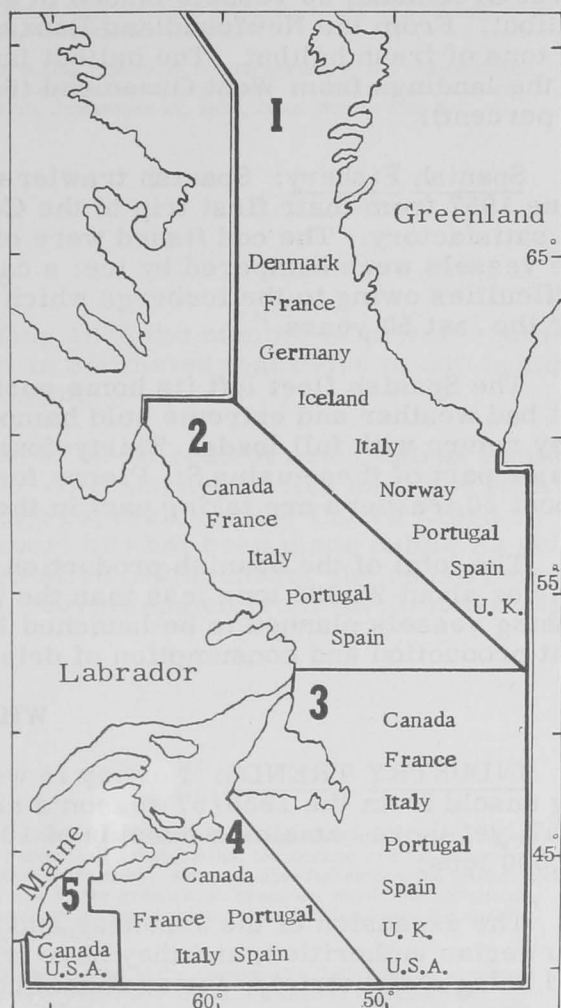 1
Greenland
65°
Denmark
France
Germany
Iceland
Italy
Norway
Portugal
Spain
U. K.
2
Canada
France
Italy
Portugal
Spain
55°
Labrador
3
Canada
France
Italy
Portugal
Spain
U. K.
U.S.A.
45°
Maine
4
Canada
France Portugal
Italy Spain
5
Canada
U.S.A.
60°
50°